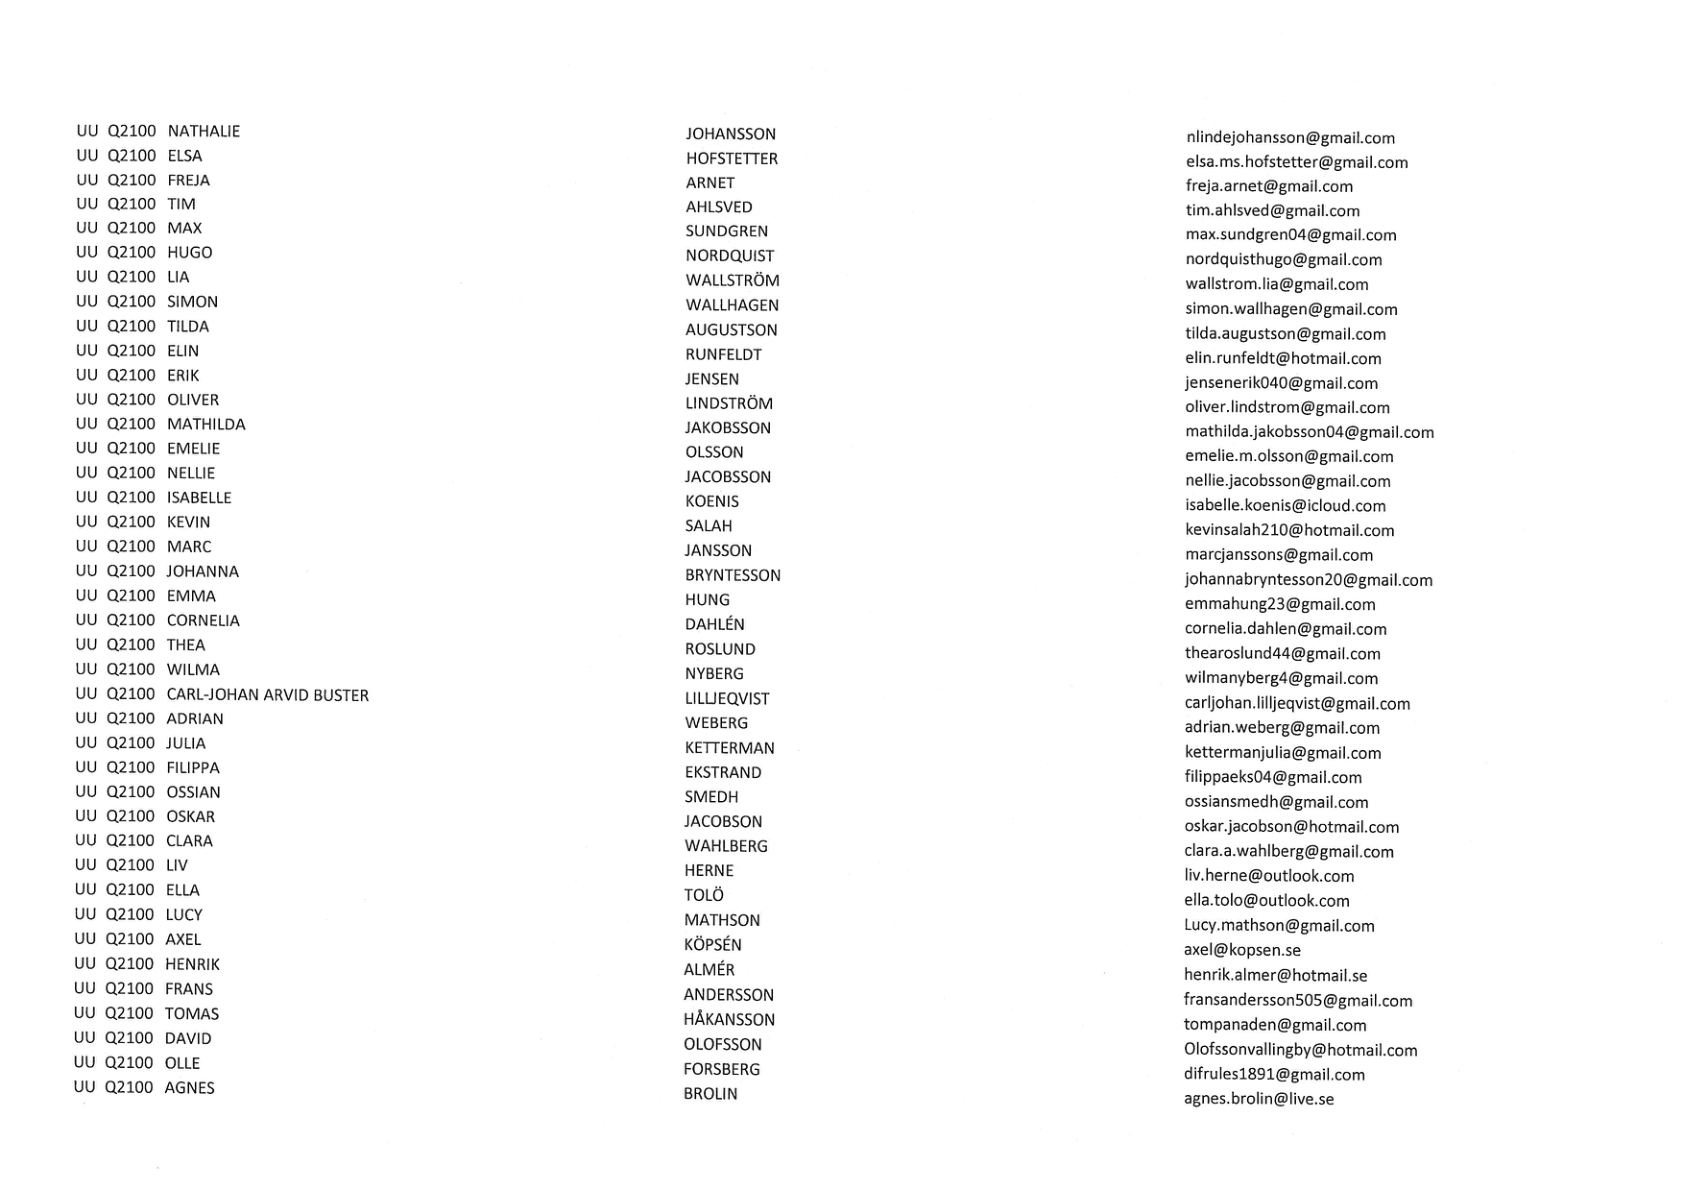 UU Q2100 NATHALIE JOHANSSON nlindejohansson@gmail.com
UU Q2100 ELSA HOFSTETTER elsa.ms.hofstetter@gmail.com
UU Q2100 FREJA ARNET freja.arnet@gmail.com
UU Q2100 TIM AHLSVED tim.ahlsved@gmail.com
UU Q2100 MAX SUNDGREN max.sundgren04@gmail.com
UU Q2100 HUGO NORDQUIST nordquisthugo@gmail.com
UU Q2100 LIA WALLSTRÖM wallstrom.lia@gmail.com
UU Q2100 SIMON WALLHAGEN simon.wallhagen@gmail.com
UU Q2100 TILDA AUGUSTSON tilda.augustson@gmail.com
UU Q2100 ELIN RUNFELDT elin.runfeldt@hotmail.com
UU Q2100 ERIK JENSEN jensenerik040@gmail.com
UU Q2100 OLIVER LINDSTRÖM oliver.lindstrom@gmail.com
UU Q2100 MATHILDA JAKOBSSON mathilda.jakobsson04@gmail.com
UU Q2100 EMELIE OLSSON emelie.m.olsson@gmail.com
UU Q2100 NELLIE JACOBSSON nellie.jacobsson@gmail.com
UU Q2100 ISABELLE KOENIS isabelle.koenis@icloud.com
UU Q2100 KEVIN SALAH kevinsalah210@hotmail.com
UU Q2100 MARC JANSSON marcjanssons@gmail.com
UU Q2100 JOHANNA BRYNTESSON johannabryntesson20@gmail.com
UU Q2100 EMMA HUNG emmahung23@gmail.com
UU Q2100 CORNELIA DAHLÉN cornelia.dahlen@gmail.com
UU Q2100 THEA ROSLUND thearoslund44@gmail.com
UU Q2100 WILMA NYBERG wilmanyberg4@gmail.com
UU Q2100 CARL-JOHAN ARVID BUSTER LILLJEQVIST carljohan.lilljeqvist@gmail.com
UU Q2100 ADRIAN WEBERG adrian.weberg@gmail.com
UU Q2100 JULIA KETTERMAN kettermanjulia@gmail.com
UU Q2100 FILIPPA EKSTRAND filippaeks04@gmail.com
UU Q2100 OSSIAN SMEDH ossiansmedh@gmail.com
UU Q2100 OSKAR JACOBSON oskar.jacobson@hotmail.com
UU Q2100 CLARA WAHLBERG clara.a.wahlberg@gmail.com
UU Q2100 LIV HERNE liv.herne@outlook.com
UU Q2100 ELLA TOLÖ ella.tolo@outlook.com
UU Q2100 LUCY MATHSON Lucy.mathson@gmail.com
UU Q2100 AXEL KÖPSÉN axel@kopsen.se
UU Q2100 HENRIK ALMÉR henrik.almer@hotmail.se
UU Q2100 FRANS ANDERSSON fransandersson505@gmail.com
UU Q2100 TOMAS HÅKANSSON tompanaden@gmail.com
UU Q2100 DAVID OLOFSSON Olofssonvallingby@hotmail.com
UU Q2100 OLLE FORSBERG difrules1891@gmail.com
UU Q2100 AGNES BROLIN agnes.brolin@live.se